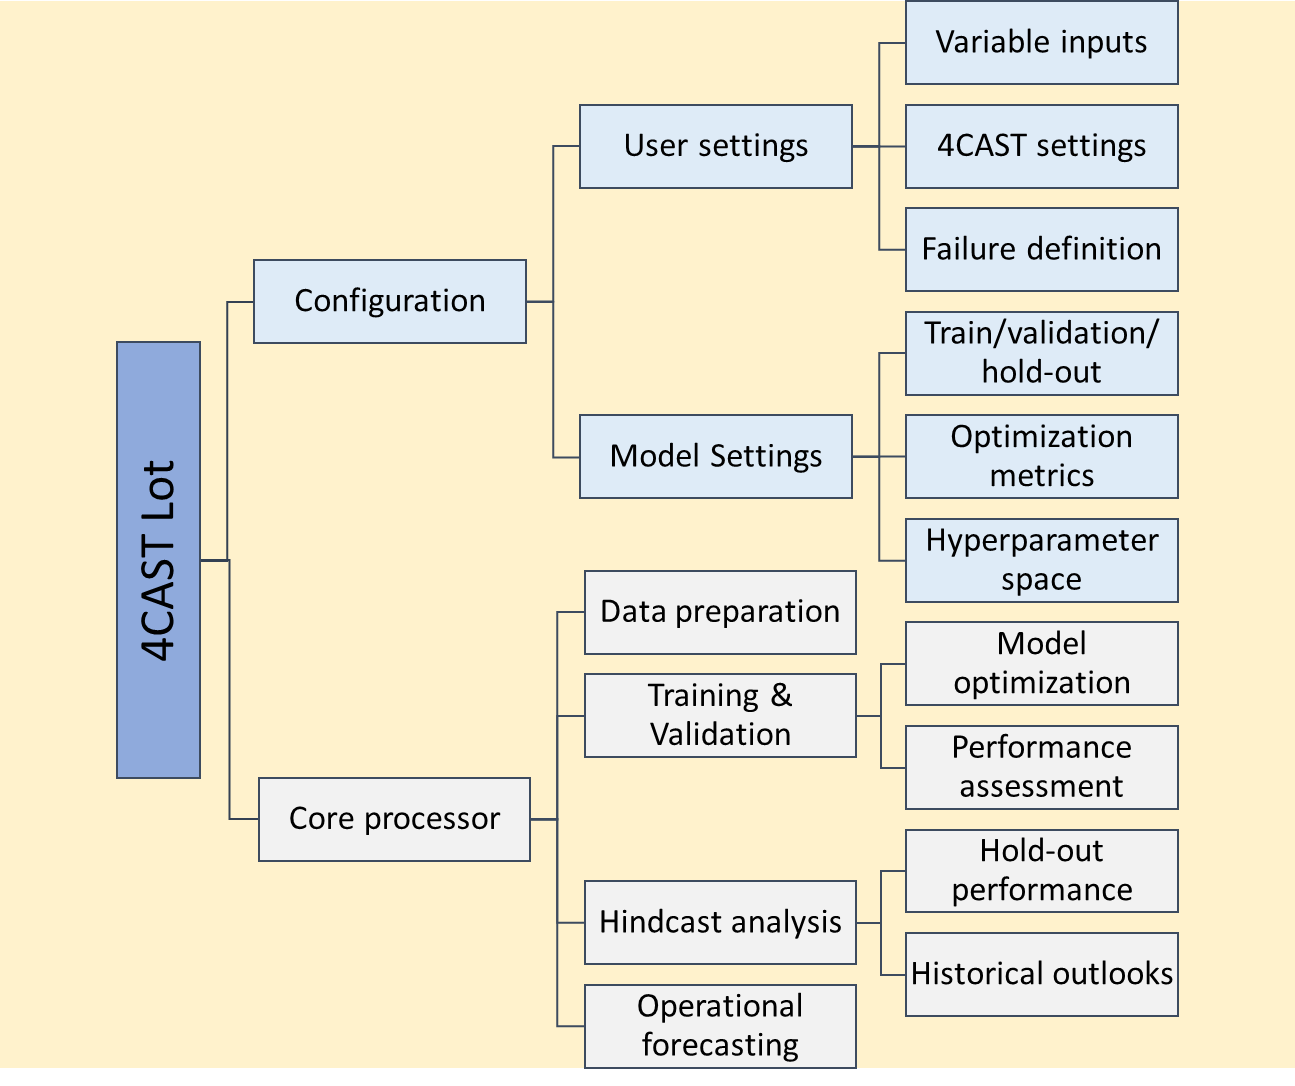 4CAST Lot
Configuration
User settings
Variable inputs
4CAST settings
Failure definition
Model Settings
Train/validation/
hold-out
Optimization
metrics
Hyperparameter
space
Core processor
Data preparation
Training &
Validation
Model
optimization
Performance
assessment
Hindcast analysis
Hold-out
performance
Historical outlooks
Operational
forecasting